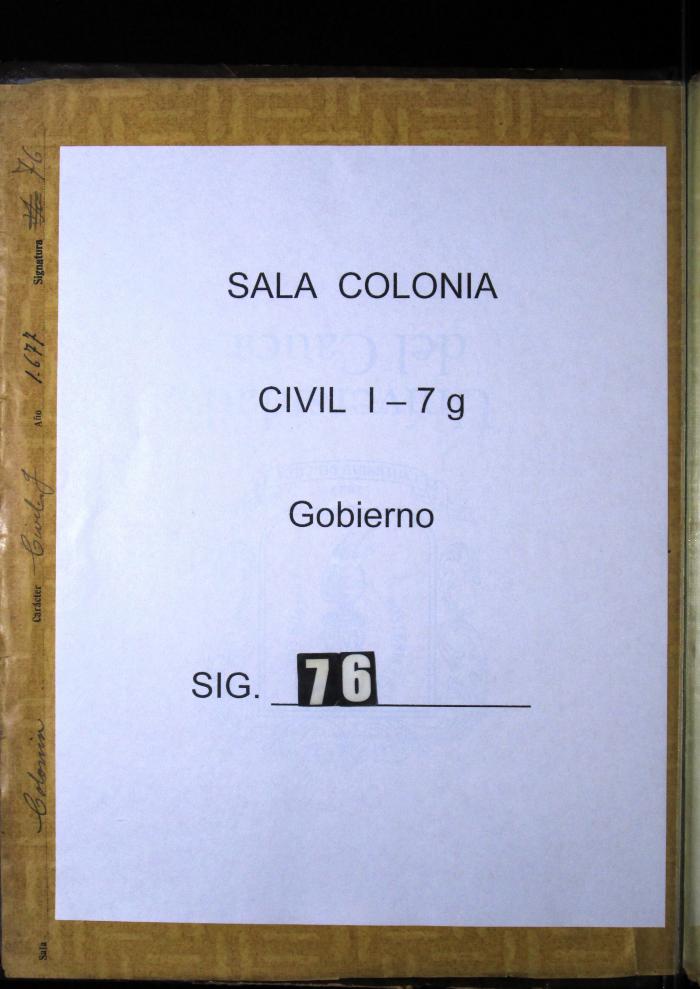 SALA COLONIA
CIVIL I – 7 g
Gobierno
SIG. 76
Sala Colonia Carácter Civil Año 1.677 Signatura 76